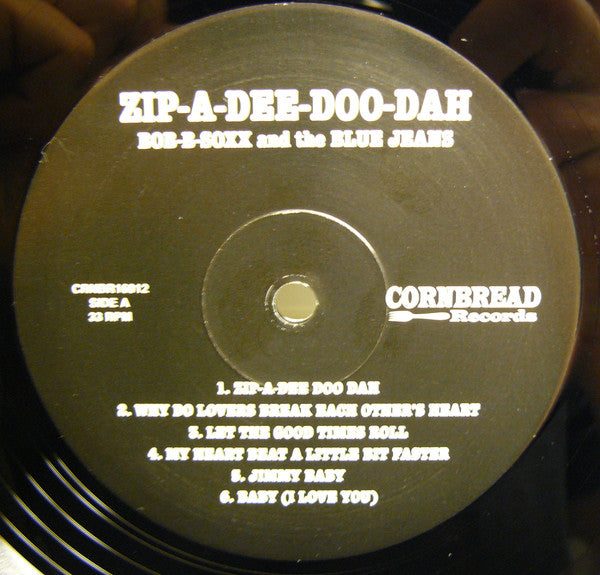 ZIP-A-DEE-DOO-DAH
BOB-B-SOXX and the BLUE JEANS
CRNBR16012
SIDE A
33 RPM
CORNBREAD
Records
1. ZIP-A-DEE DOO DAH
2. WHY DO LOVERS BREAK EACH OTHER'S HEART
3. LET THE GOOD TIMES ROLL
4. MY HEART BEAT A LITTLE BIT FASTER
5. JIMMY BABY
6. BABY (I LOVE YOU)